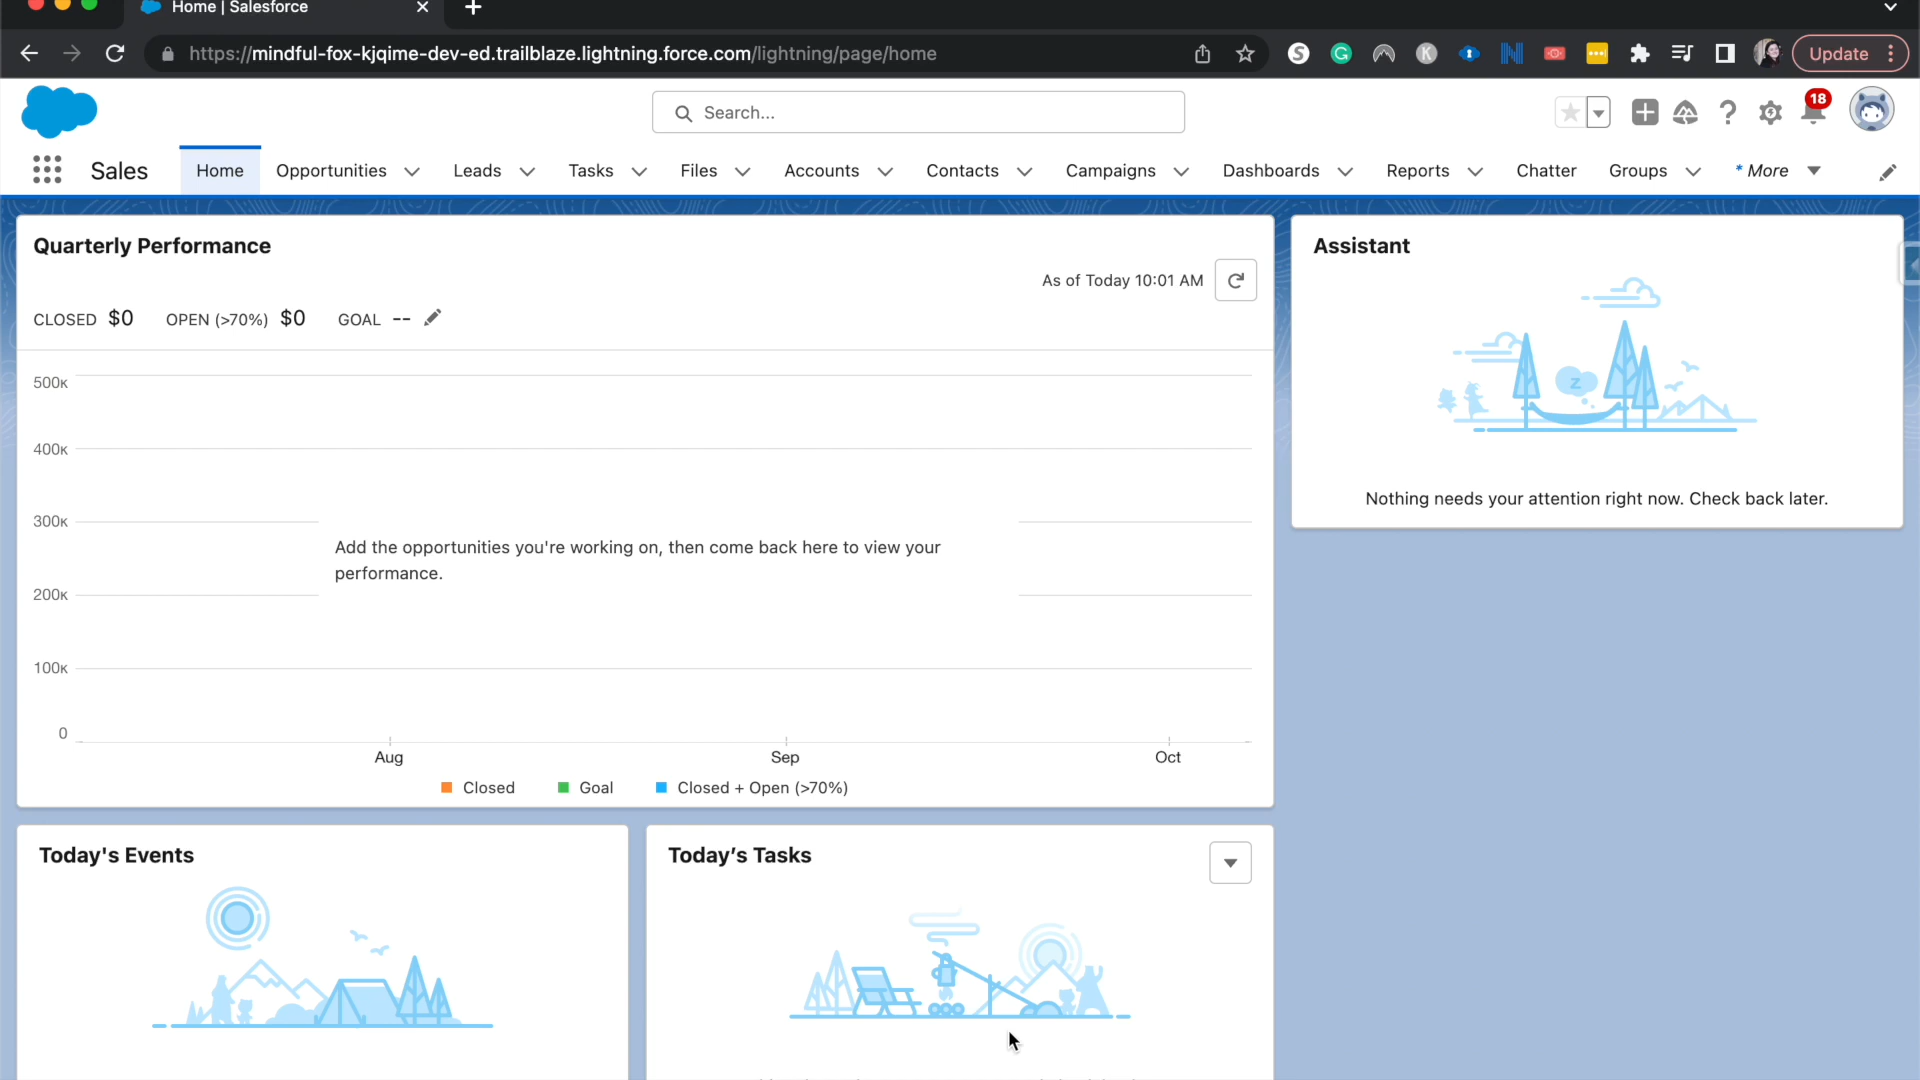 Home | Salesforce
https://mindful-fox-kjqime-dev-ed.trailblaze.lightning.force.com/lightning/page/home
Update
Search...
18
Sales
Home
Opportunities
Leads
Tasks
Files
Accounts
Contacts
Campaigns
Dashboards
Reports
Chatter
Groups
* More
Quarterly Performance
As of Today 10:01 AM
CLOSED $0 OPEN (>70%) $0 GOAL --
500K
400K
300K
200K
100K
0
Add the opportunities you're working on, then come back here to view your
performance.
Aug Sep Oct
Closed Goal Closed + Open (>70%)
Assistant
z
Nothing needs your attention right now. Check back later.
Today's Events
Today’s Tasks